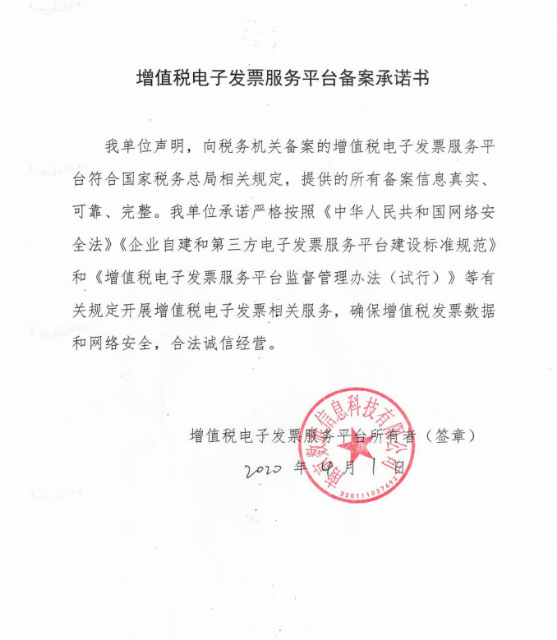 增值税电子发票服务平台备案承诺书
我单位声明，向税务机关备案的增值税电子发票服务平
台符合国家税务总局相关规定，提供的所有备案信息真实、
可靠、完整。我单位承诺严格按照《中华人民共和国网络安
全法》《企业自建和第三方电子发票服务平台建设标准规范》
和《增值税电子发票服务平台监督管理办法（试行）》等有
关规定开展增值税电子发票相关服务，确保增值税发票数据
和网络安全，合法诚信经营。
增值税电子发票服务平台所有者（签章）
2020 年 4 月 1 日
京数 信息科技有限公司